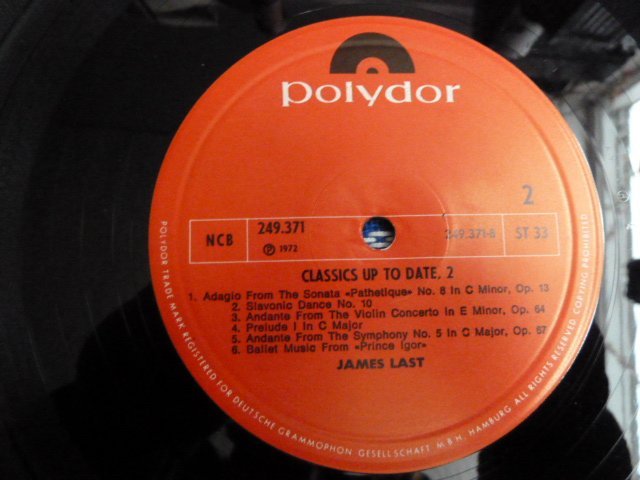 polydor
2
NCB 249.371 249.371-B ST 33
℗ 1972
CLASSICS UP TO DATE, 2
1. Adagio From The Sonata «Pathetique» No. 8 In C Minor, Op. 13
2. Slavonic Dance No. 10
3. Andante From The Violin Concerto In E Minor, Op. 64
4. Prelude I In C Major
5. Andante From The Symphony No. 5 In C Major, Op. 67
6. Ballet Music From «Prince Igor»
JAMES LAST
POLYDOR TRADE MARK REGISTERED FOR DEUTSCHE GRAMMOPHON GESELLSCHAFT M.B.H. HAMBURG ALL RIGHTS RESERVED COPYING PROHIBITED